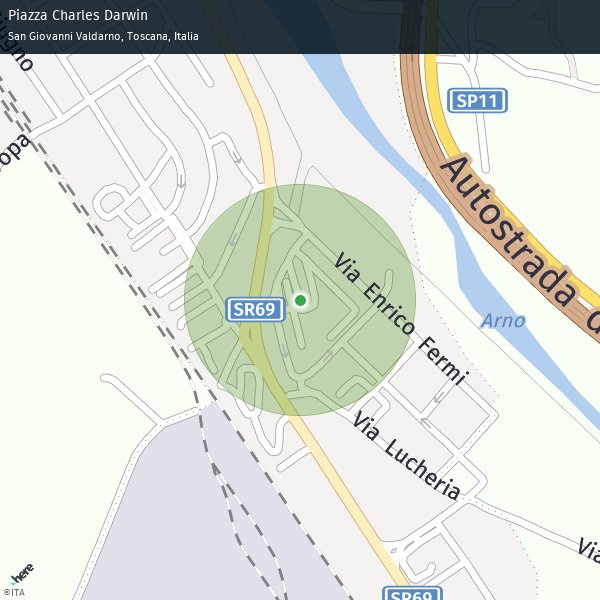 Piazza Charles Darwin
San Giovanni Valdarno, Toscana, Italia
SP11
Autostrada d
Via Enrico Fermi
SR69
Arno
Via Lucheria
Via
SR69
here
©ITA